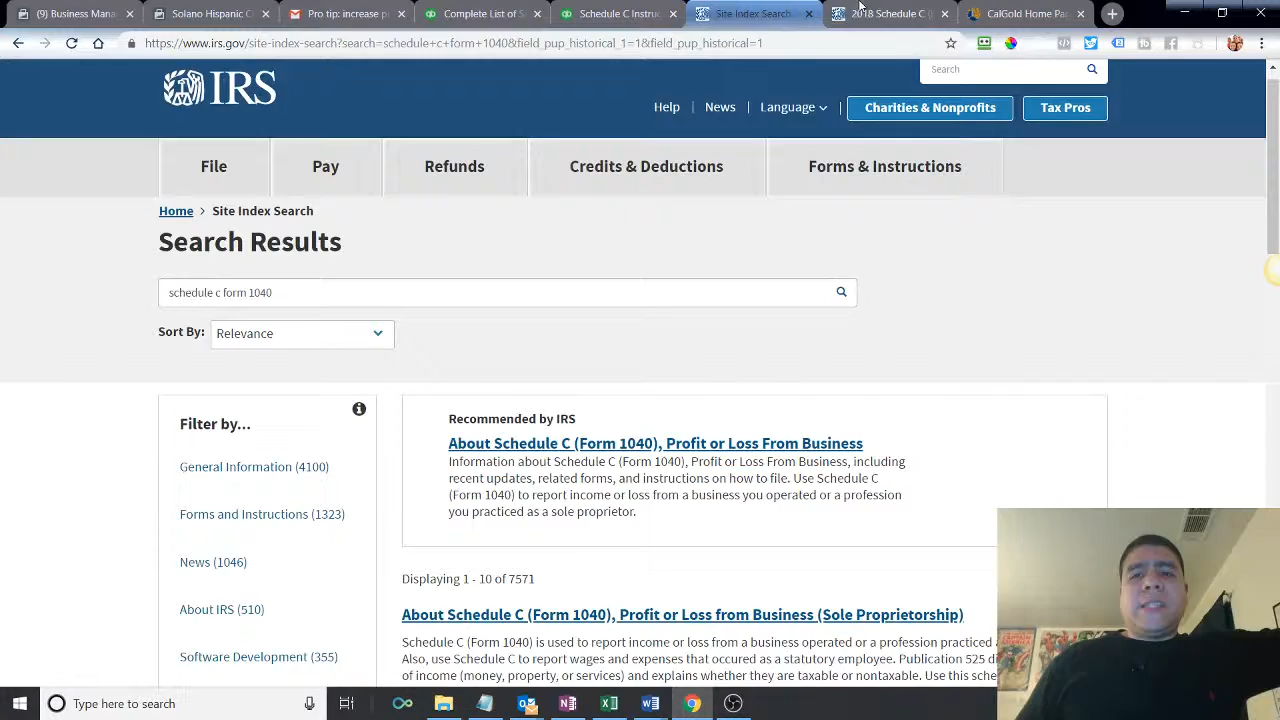 (9) Business Mana
Solano Hispanic C
Pro tip: increase p
Complete List of S
Schedule C Instruc
Site Index Search
2018 Schedule C (
CalGold Home Pa
https://www.irs.gov/site-index-search?search=schedule+c+form+1040&field_pup_historical_1=1&field_pup_historical=1
IRS
Search
Help
News
Language
Charities & Nonprofits
Tax Pros
File
Pay
Refunds
Credits & Deductions
Forms & Instructions
Home > Site Index Search
Search Results
schedule c form 1040
Sort By: Relevance
Filter by...
General Information (4100)
Forms and Instructions (1323)
News (1046)
About IRS (510)
Software Development (355)
Recommended by IRS
About Schedule C (Form 1040), Profit or Loss From Business
Information about Schedule C (Form 1040), Profit or Loss From Business, including
recent updates, related forms, and instructions on how to file. Use Schedule C
(Form 1040) to report income or loss from a business you operated or a profession
you practiced as a sole proprietor.
Displaying 1 - 10 of 7571
About Schedule C (Form 1040), Profit or Loss from Business (Sole Proprietorship)
Schedule C (Form 1040) is used to report income or loss from a business operated or a profession practiced
Also, use Schedule C to report wages and expenses that occured as a statutory employee. Publication 525 di
of income (money, property, or services) and explains whether they are taxable or nontaxable. Use this sche
Type here to search